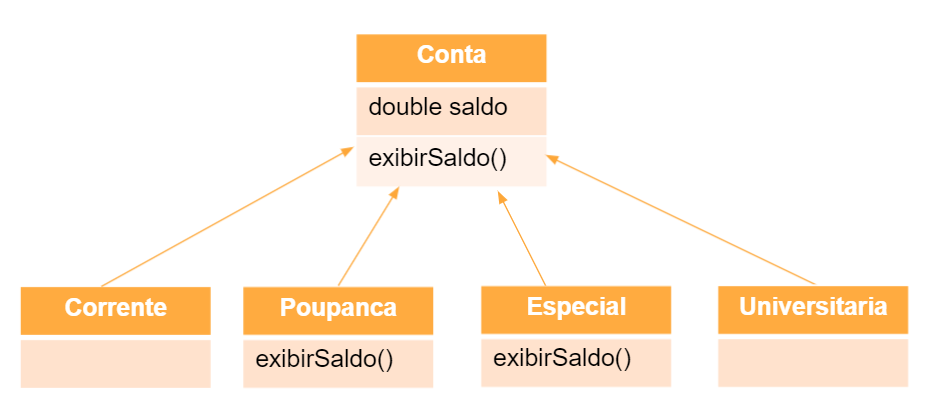 Conta
double saldo
exibirSaldo()
Corrente
Poupanca
Especial
Universitaria
exibirSaldo()
exibirSaldo()